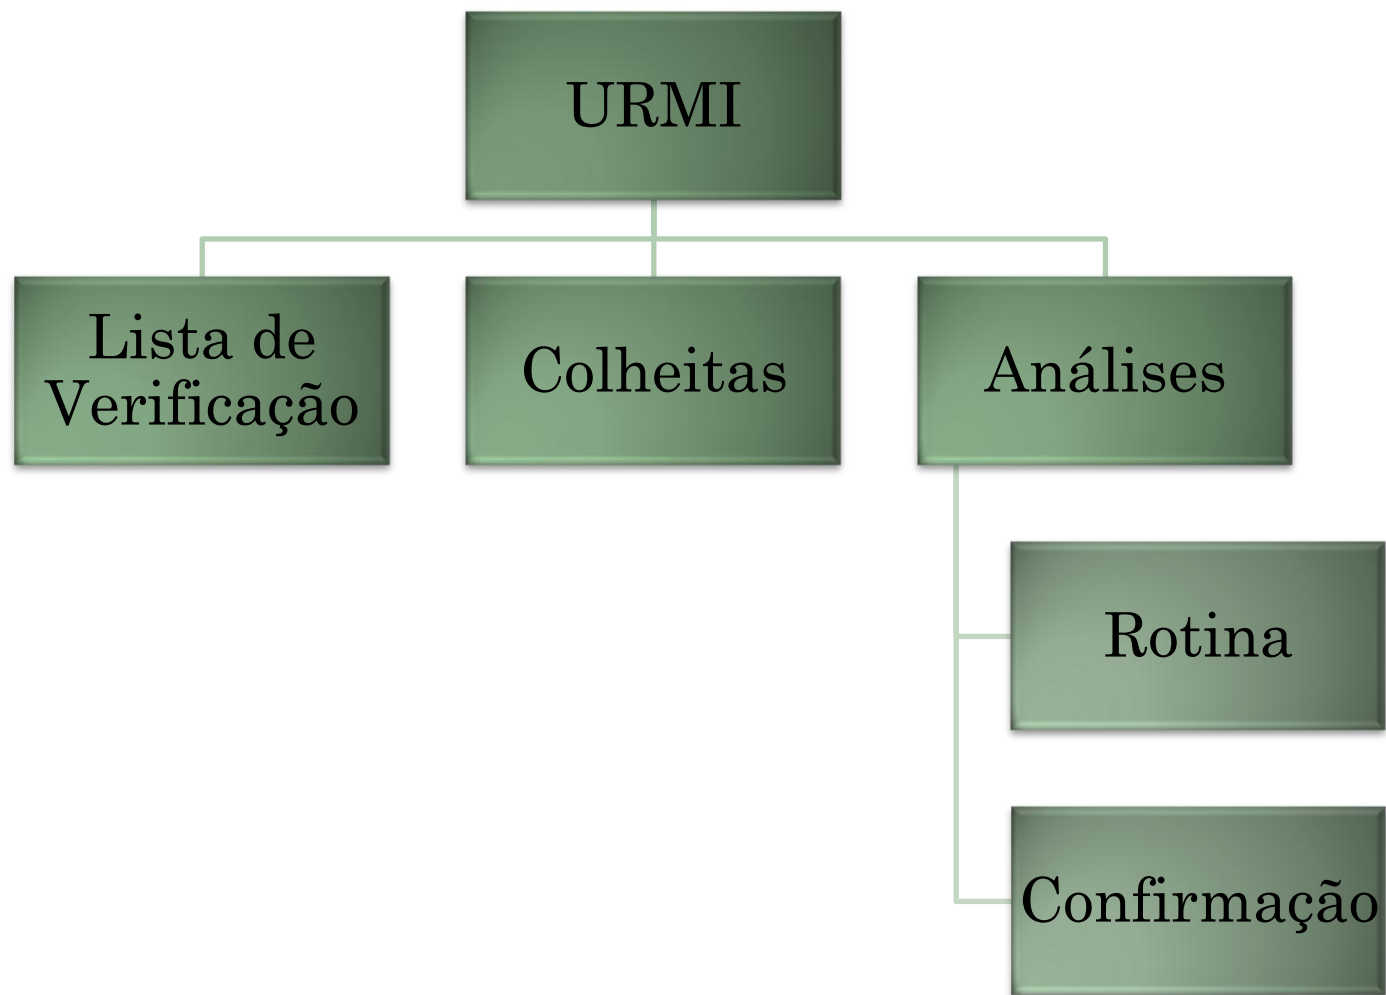 URMI
Lista de
Verificação
Colheitas
Análises
Rotina
Confirmação